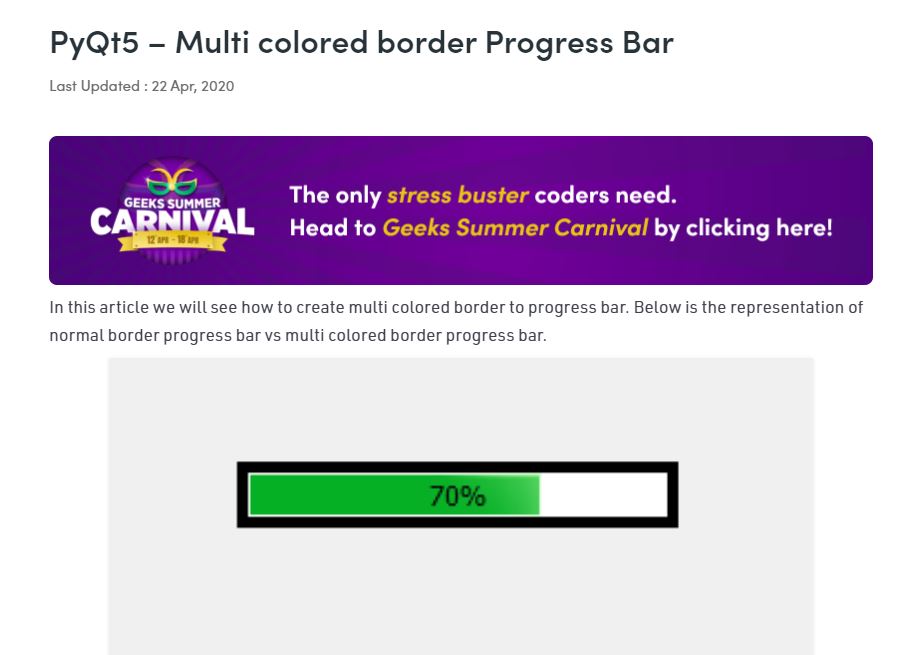 PyQt5 – Multi colored border Progress Bar
Last Updated : 22 Apr, 2020
GEEKS SUMMER
CARNIVAL
12 APR - 18 APR
The only stress buster coders need.
Head to Geeks Summer Carnival by clicking here!
In this article we will see how to create multi colored border to progress bar. Below is the representation of
normal border progress bar vs multi colored border progress bar.
70%